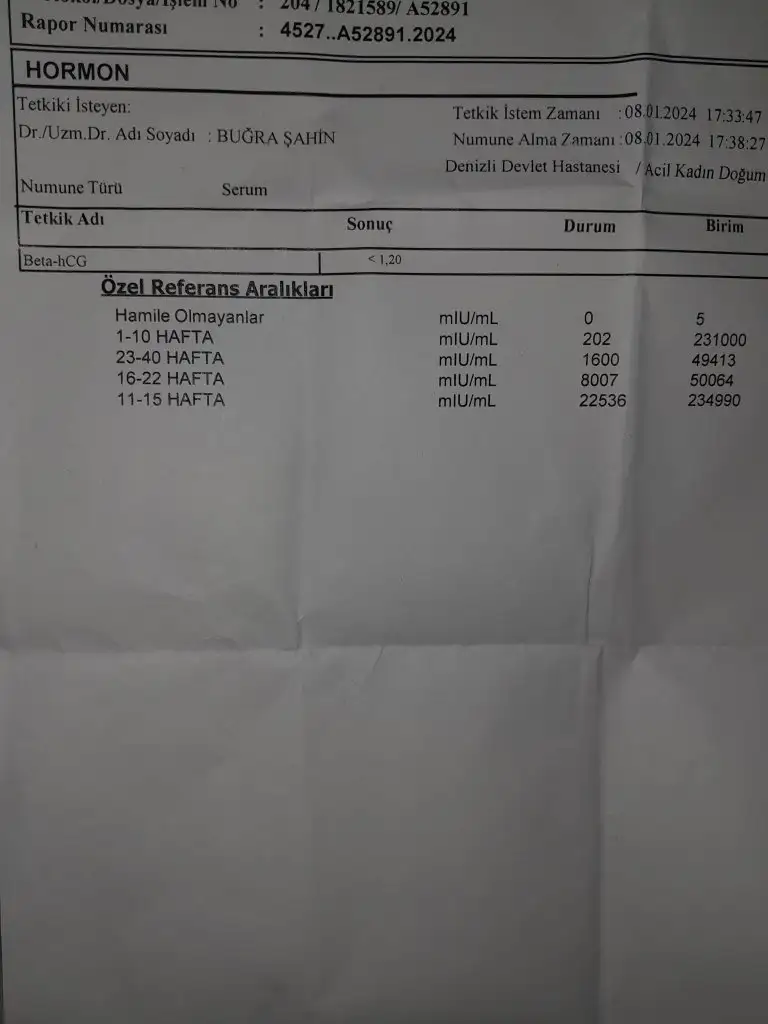 204 / 1821589/ A52891
Rapor Numarası : 4527..A52891.2024
HORMON
Tetkiki İsteyen: Tetkik İstem Zamanı :08.01.2024 17:33:47
Dr./Uzm.Dr. Adı Soyadı : BUĞRA ŞAHİN Numune Alma Zamanı :08.01.2024 17:38:27
Denizli Devlet Hastanesi / Acil Kadın Doğum
Numune Türü Serum
Tetkik Adı Sonuç Durum Birim
Beta-hCG < 1,20
Özel Referans Aralıkları
Hamile Olmayanlar mIU/mL 0 5
1-10 HAFTA mIU/mL 202 231000
23-40 HAFTA mIU/mL 1600 49413
16-22 HAFTA mIU/mL 8007 50064
11-15 HAFTA mIU/mL 22536 234990